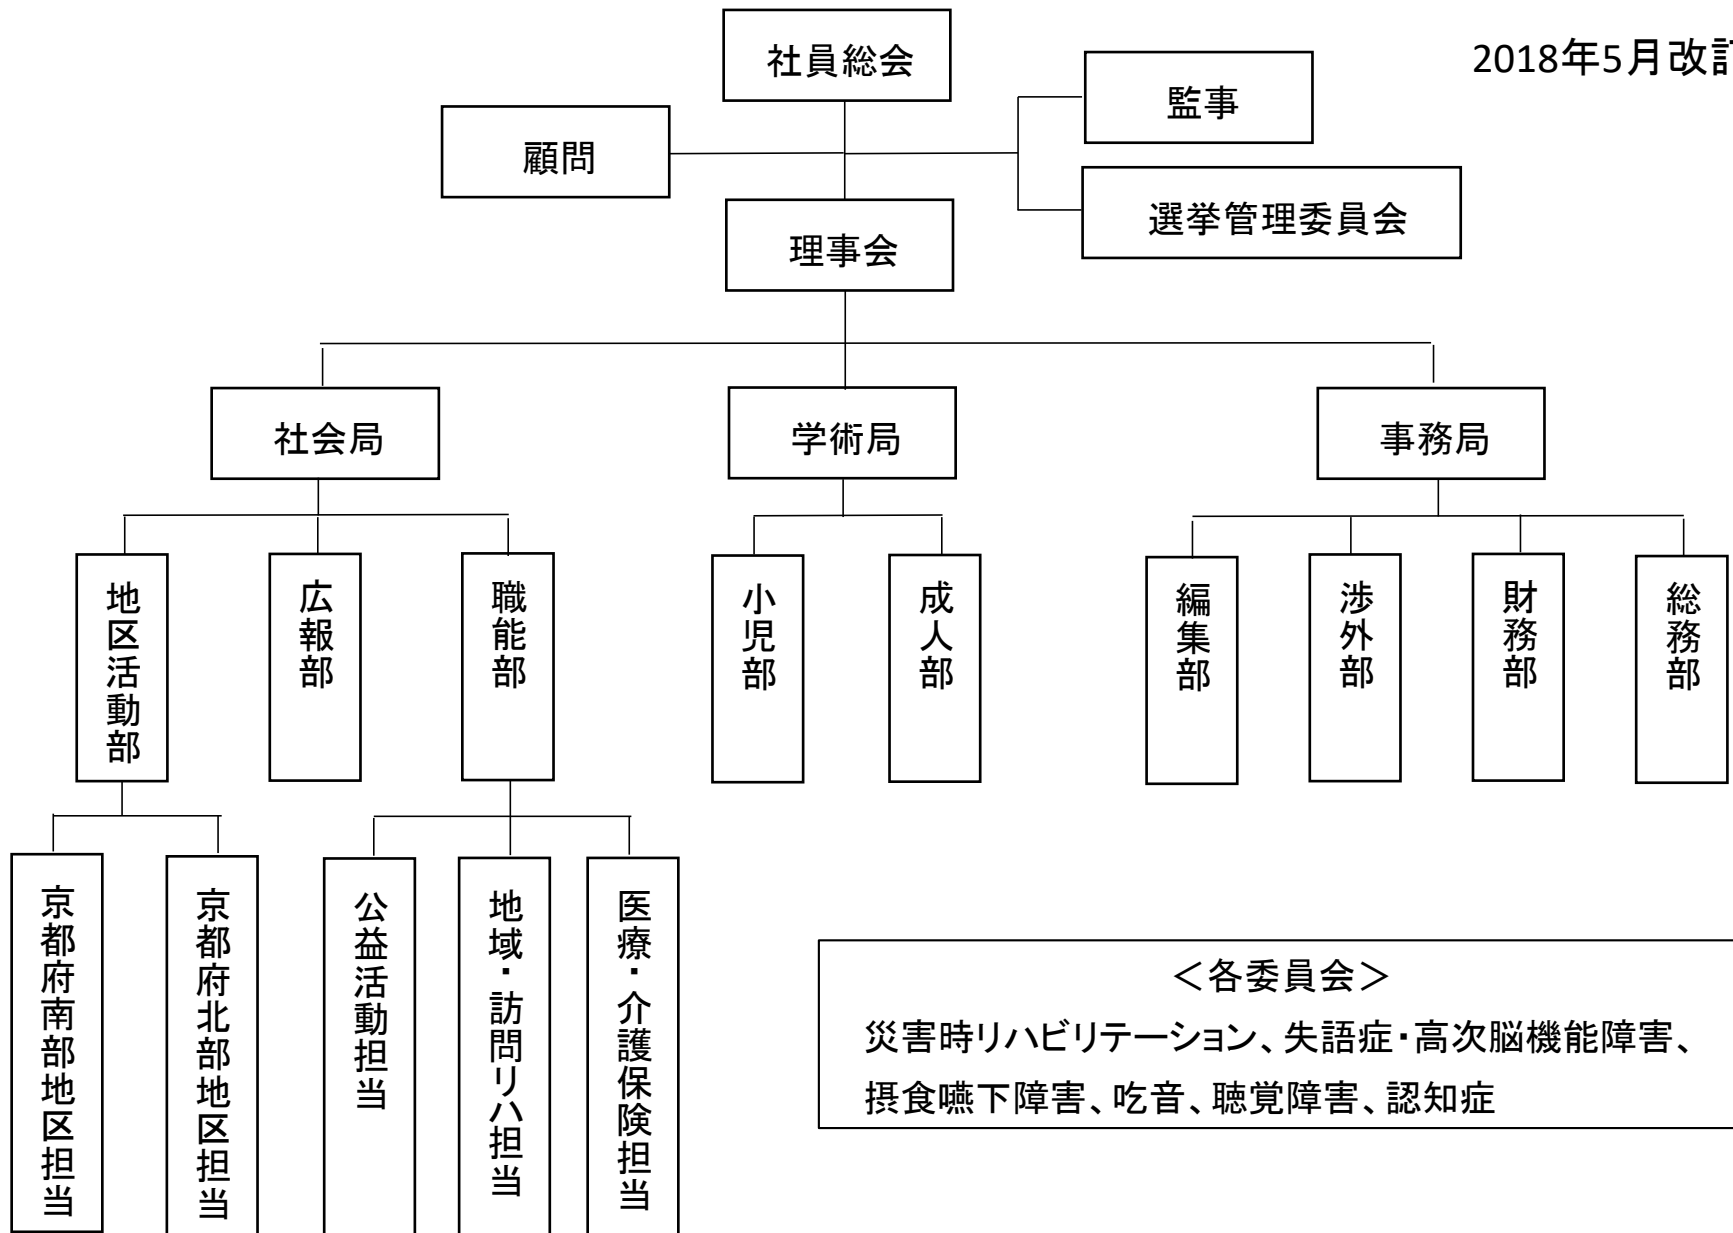 社員総会
2018年5月改訂
監事
顧問
選挙管理委員会
理事会
社会局
学術局
事務局
地区活動部
広報部
職能部
小児部
成人部
編集部
渉外部
財務部
総務部
京都府南部地区担当
京都府北部地区担当
公益活動担当
地域・訪問リハ担当
医療・介護保険担当
＜各委員会＞
災害時リハビリテーション、失語症・高次脳機能障害、
摂食嚥下障害、吃音、聴覚障害、認知症